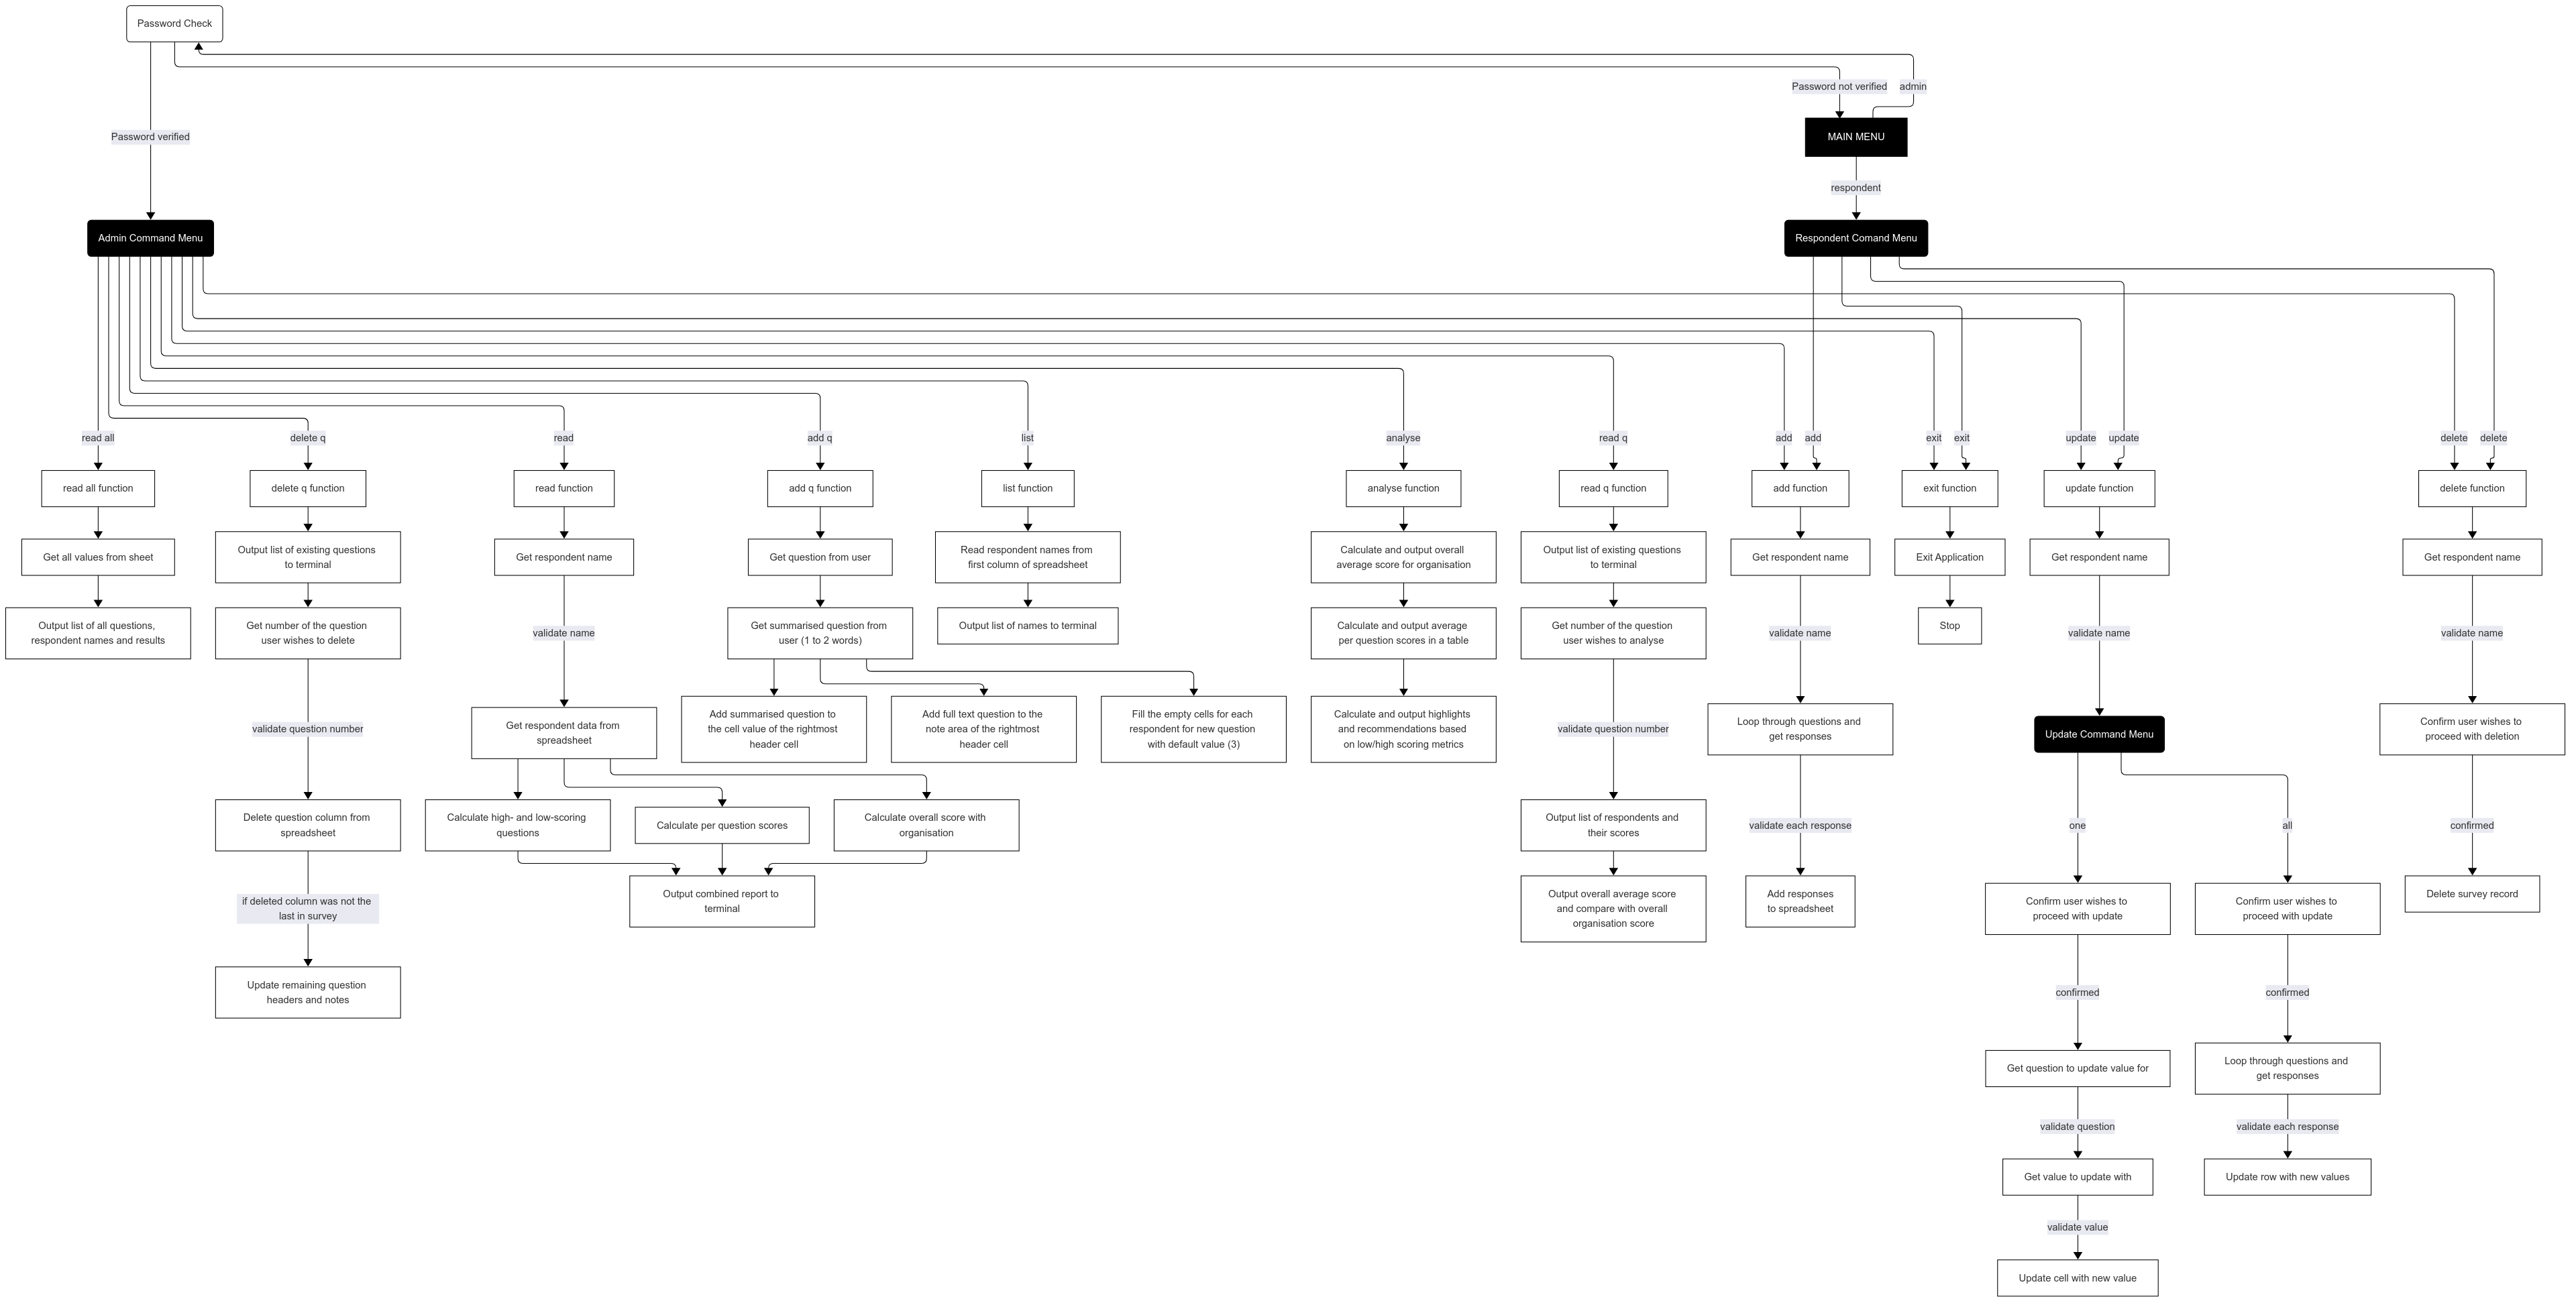 Password Check
Password not verified
admin
Password verified
MAIN MENU
respondent
Admin Command Menu
Respondent Comand Menu
read all
delete q
read
add q
list
analyse
read q
add
add
exit
exit
update
update
delete
delete
read all function
delete q function
read function
add q function
list function
analyse function
read q function
add function
exit function
update function
delete function
Get all values from sheet
Output list of existing questions
to terminal
Get respondent name
Get question from user
Read respondent names from
first column of spreadsheet
Calculate and output overall
average score for organisation
Output list of existing questions
to terminal
Get respondent name
Exit Application
Get respondent name
Get respondent name
Output list of all questions,
respondent names and results
Get number of the question
user wishes to delete
validate name
Get summarised question from
user (1 to 2 words)
Output list of names to terminal
Calculate and output average
per question scores in a table
Get number of the question
user wishes to analyse
validate name
Stop
validate name
validate name
validate question number
Get respondent data from
spreadsheet
Add summarised question to
the cell value of the rightmost
header cell
Add full text question to the
note area of the rightmost
header cell
Fill the empty cells for each
respondent for new question
with default value (3)
Calculate and output highlights
and recommendations based
on low/high scoring metrics
validate question number
Loop through questions and
get responses
Update Command Menu
Confirm user wishes to
proceed with deletion
Delete question column from
spreadsheet
Calculate high- and low-scoring
questions
Calculate per question scores
Calculate overall score with
organisation
Output list of respondents and
their scores
validate each response
one
all
confirmed
if deleted column was not the
last in survey
Output combined report to
terminal
Output overall average score
and compare with overall
organisation score
Add responses
to spreadsheet
Confirm user wishes to
proceed with update
Confirm user wishes to
proceed with update
Delete survey record
Update remaining question
headers and notes
confirmed
confirmed
Get question to update value for
Loop through questions and
get responses
validate question
validate each response
Get value to update with
Update row with new values
validate value
Update cell with new value